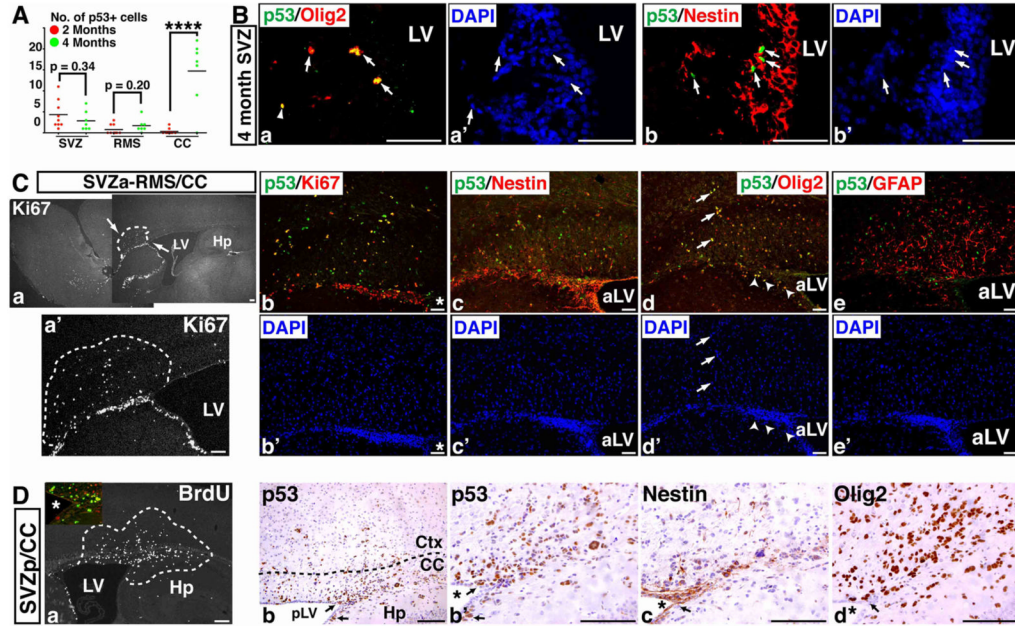 A
No. of p53+ cells
2 Months
4 Months
****
20
15
10
5
0
p = 0.34
p = 0.20
SVZ RMS CC
B
4 month SVZ
p53/Olig2
LV
a
DAPI
LV
a'
p53/Nestin
LV
b
DAPI
LV
b'
C
SVZa-RMS/CC
Ki67
LV
Hp
a
a'
Ki67
LV
p53/Ki67
b
*
p53/Nestin
aLV
c
p53/Olig2
aLV
d
p53/GFAP
aLV
e
DAPI
b'
*
DAPI
aLV
c'
DAPI
aLV
d'
DAPI
aLV
e'
D
SVZp/CC
*
BrdU
LV
Hp
a
p53
Ctx
CC
pLV
Hp
b
p53
*
b'
Nestin
*
c
Olig2
d*